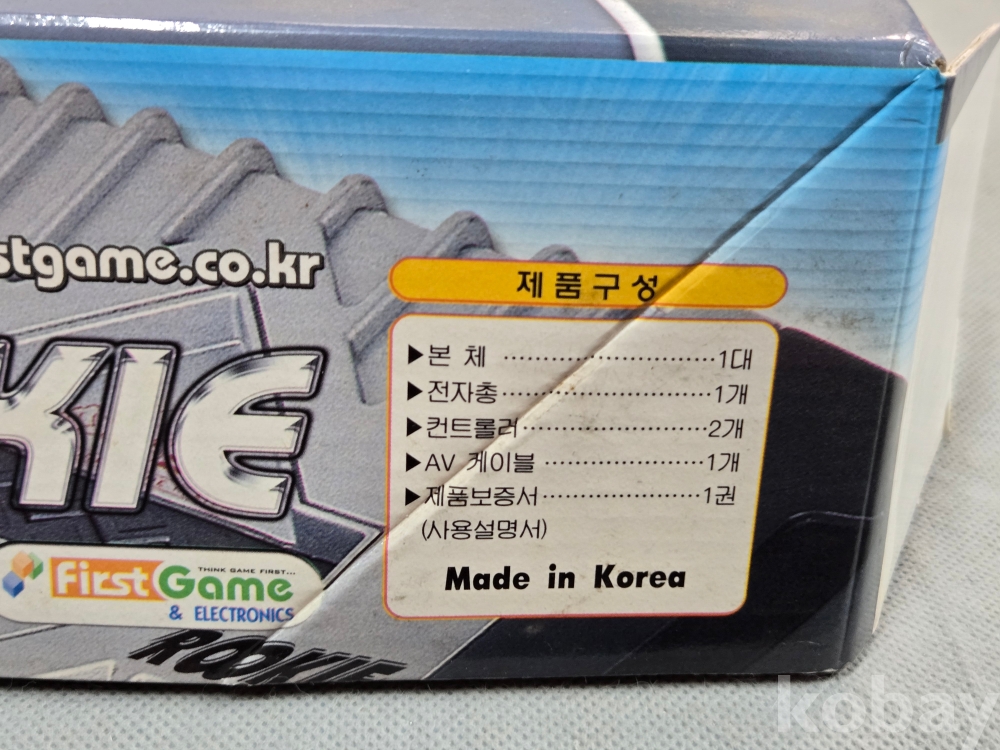 stgame.co.kr
제품구성
▶본 체 ························1대
▶전자총························1개
▶컨트롤러·····················2개
▶AV 케이블 ··················1개
▶제품보증서··················1권
(사용설명서)
Made in Korea
KIE
THINK GAME FIRST...
FirstGame
& ELECTRONICS
ROOKIE
kobay